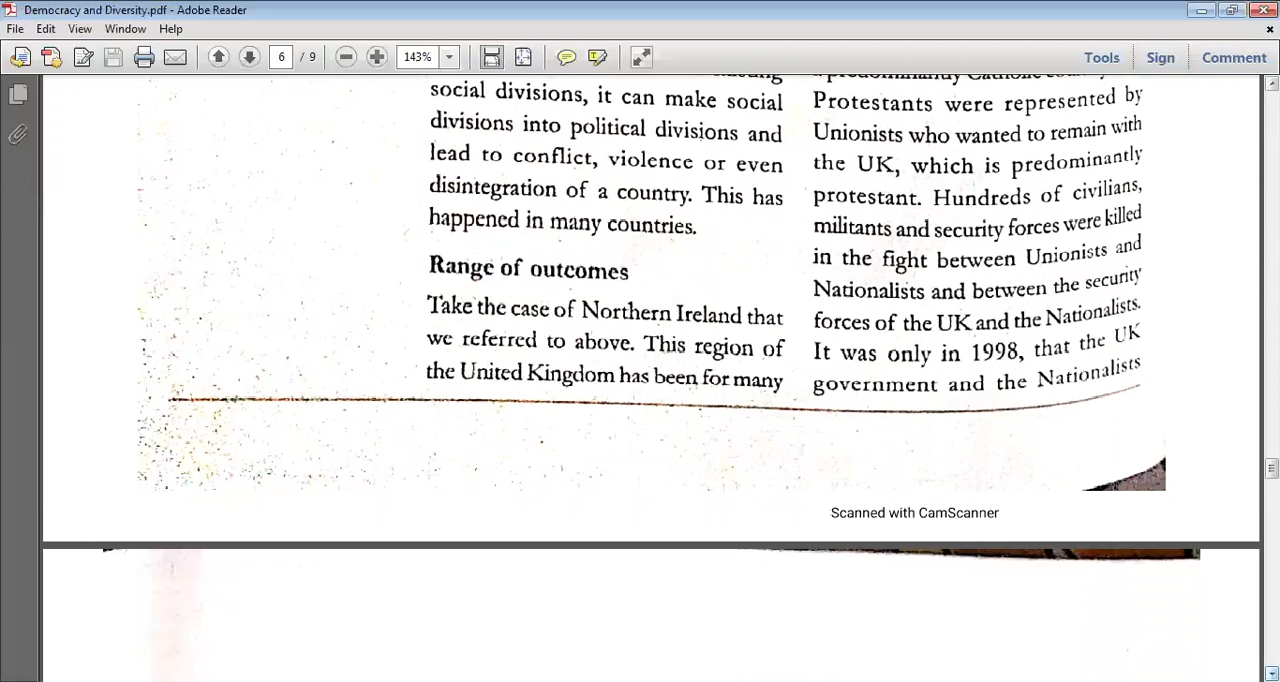 Democracy and Diversity.pdf - Adobe Reader
File Edit View Window Help
6 / 9 143% Tools Sign Comment
social divisions, it can make social
divisions into political divisions and
lead to conflict, violence or even
disintegration of a country. This has
happened in many countries.
Range of outcomes
Take the case of Northern Ireland that
we referred to above. This region of
the United Kingdom has been for many
a predominantly Catholic
Protestants were represented by
Unionists who wanted to remain with
the UK, which is predominantly
protestant. Hundreds of civilians,
militants and security forces were killed
in the fight between Unionists and
Nationalists and between the security
forces of the UK and the Nationalists.
It was only in 1998, that the UK
government and the Nationalists
Scanned with CamScanner